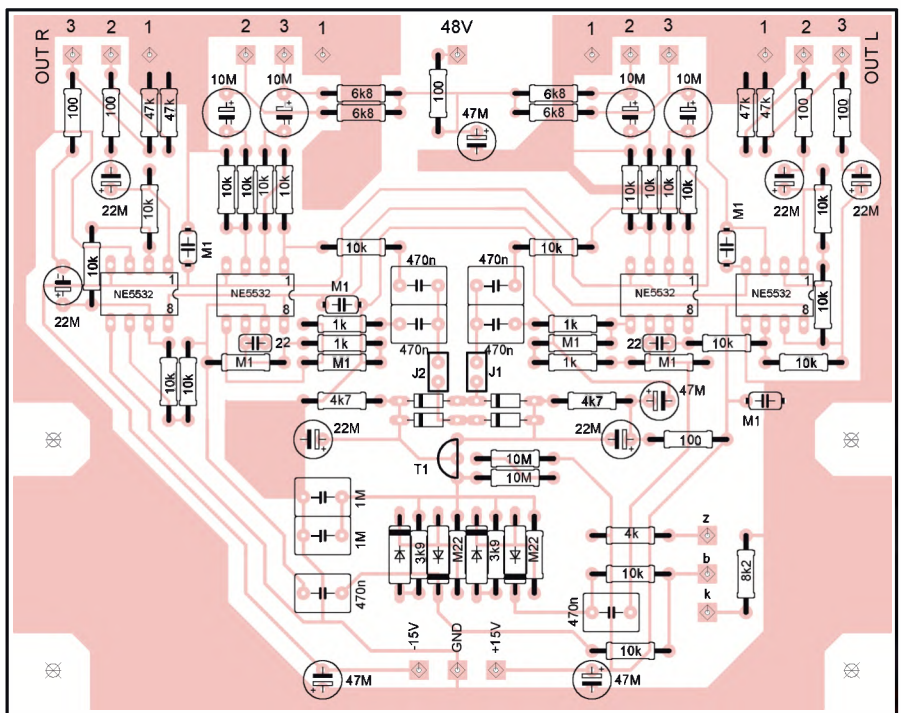 OUT R
3 2 1 2 3 1 48V 1 2 3 1 2 3
OUT L
10M 10M 10M 10M
100 100 47k 47k 6k8 6k8 100 6k8 6k8 47k 47k 100 100
47M
22M 10k 10k 10k 10k 10k 10k 10k 10k 10k 10k 22M 22M
M1 M1
10k 10k 10k 10k
470n 470n
22M NE5532 1 8 NE5532 1 8 M1 NE5532 1 8 NE5532 1 8 10k
1k 1k
22 1k 470n 470n M1 22 10k
10k 10k M1 M1 J2 J1 1k M1 10k
4k7 4k7 47M M1
22M 22M 100
T1 10M
10M
1M
1M 3k9 M22 3k9 M22 4k z
10k b 8k2
470n 470n k
-15V GND +15V 10k
47M 47M